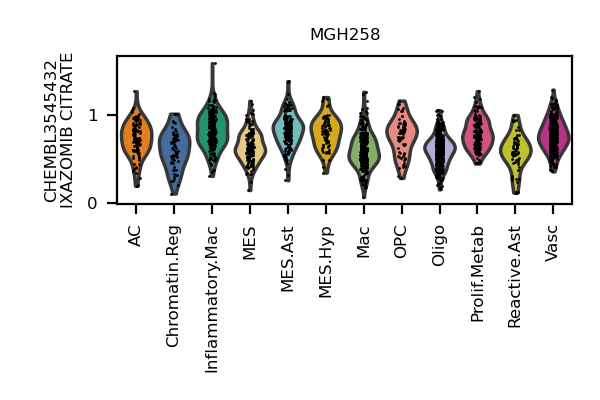 MGH258
CHEMBL3545432
IXAZOMIB CITRATE
1
0
AC
Chromatin.Reg
Inflammatory.Mac
MES
MES.Ast
MES.Hyp
Mac
OPC
Oligo
Prolif.Metab
Reactive.Ast
Vasc